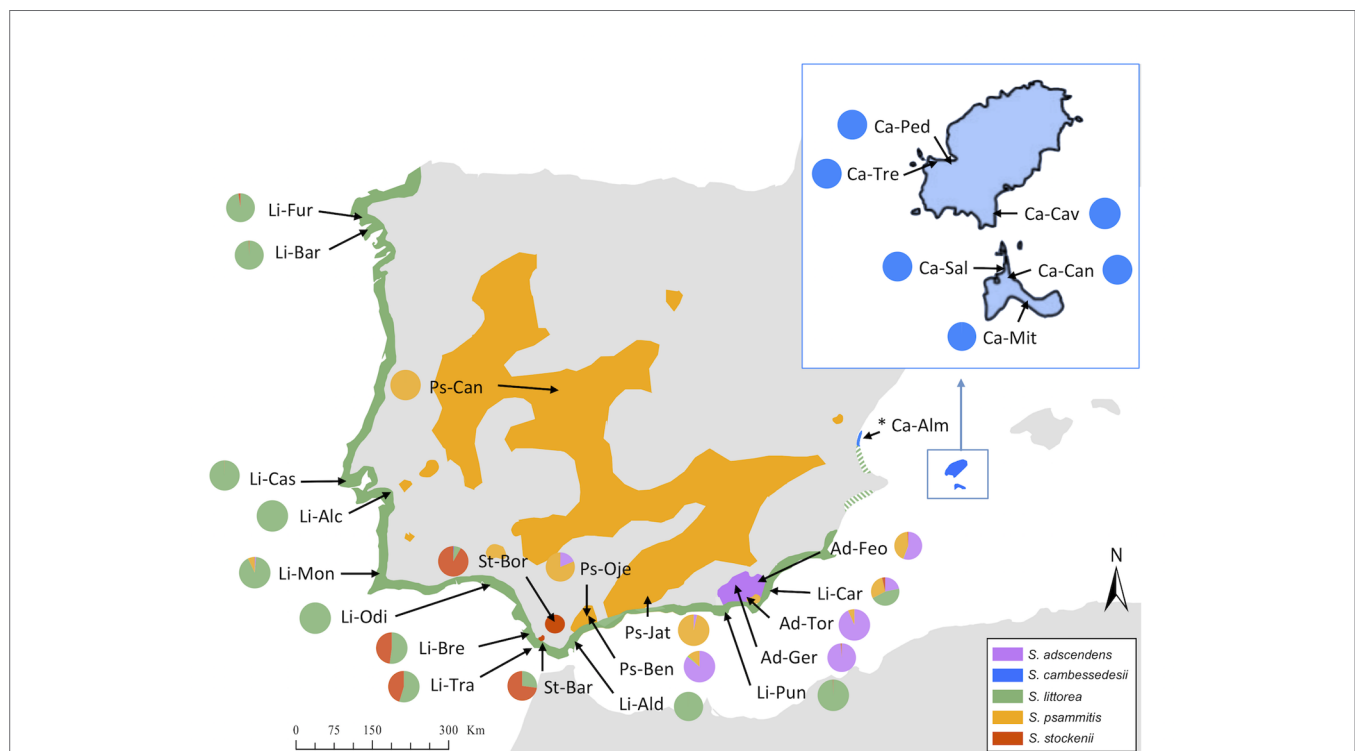 Ca-Ped
Ca-Tre
Ca-Cav
Ca-Sal
Ca-Can
Ca-Mit
Li-Fur
Li-Bar
Ps-Can
* Ca-Alm
Li-Cas
Li-Alc
Li-Mon
Li-Odi
St-Bor
Ps-Oje
Ad-Feo
Li-Car
Ad-Tor
Ad-Ger
Li-Pun
Ps-Jat
Ps-Ben
Li-Ald
Li-Bre
Li-Tra
St-Bar
N
0 75 150 300 Km
S. adscendens
S. cambessedesii
S. littorea
S. psammitis
S. stockenii